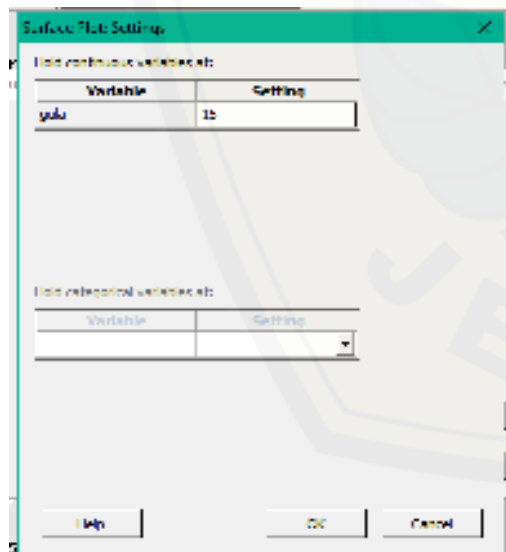 Surface Plot: Settings
Hold continuous variables at:
Variable Setting
gula 15
Hold categorical variables at:
Variable Setting
Help OK Cancel